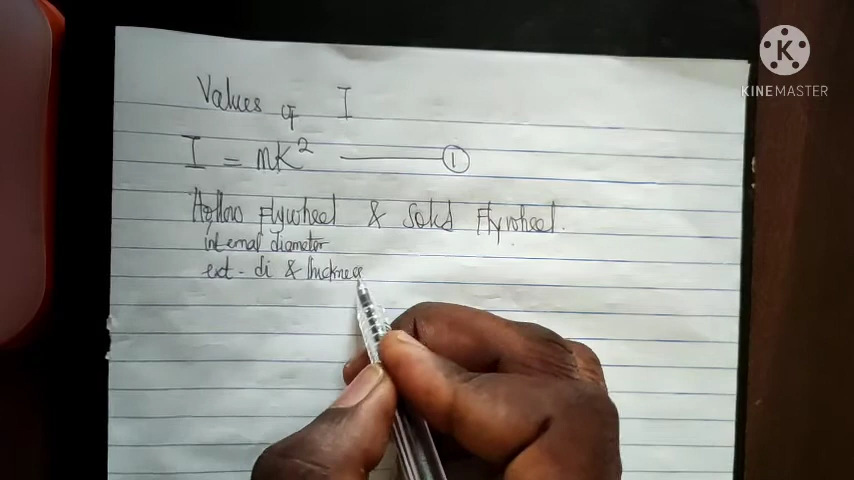 Values of I
KINEMASTER
I = mK² ——— ①
Hollow Flywheel & Solid Flywheel.
internal diameter
ext - di & thickness